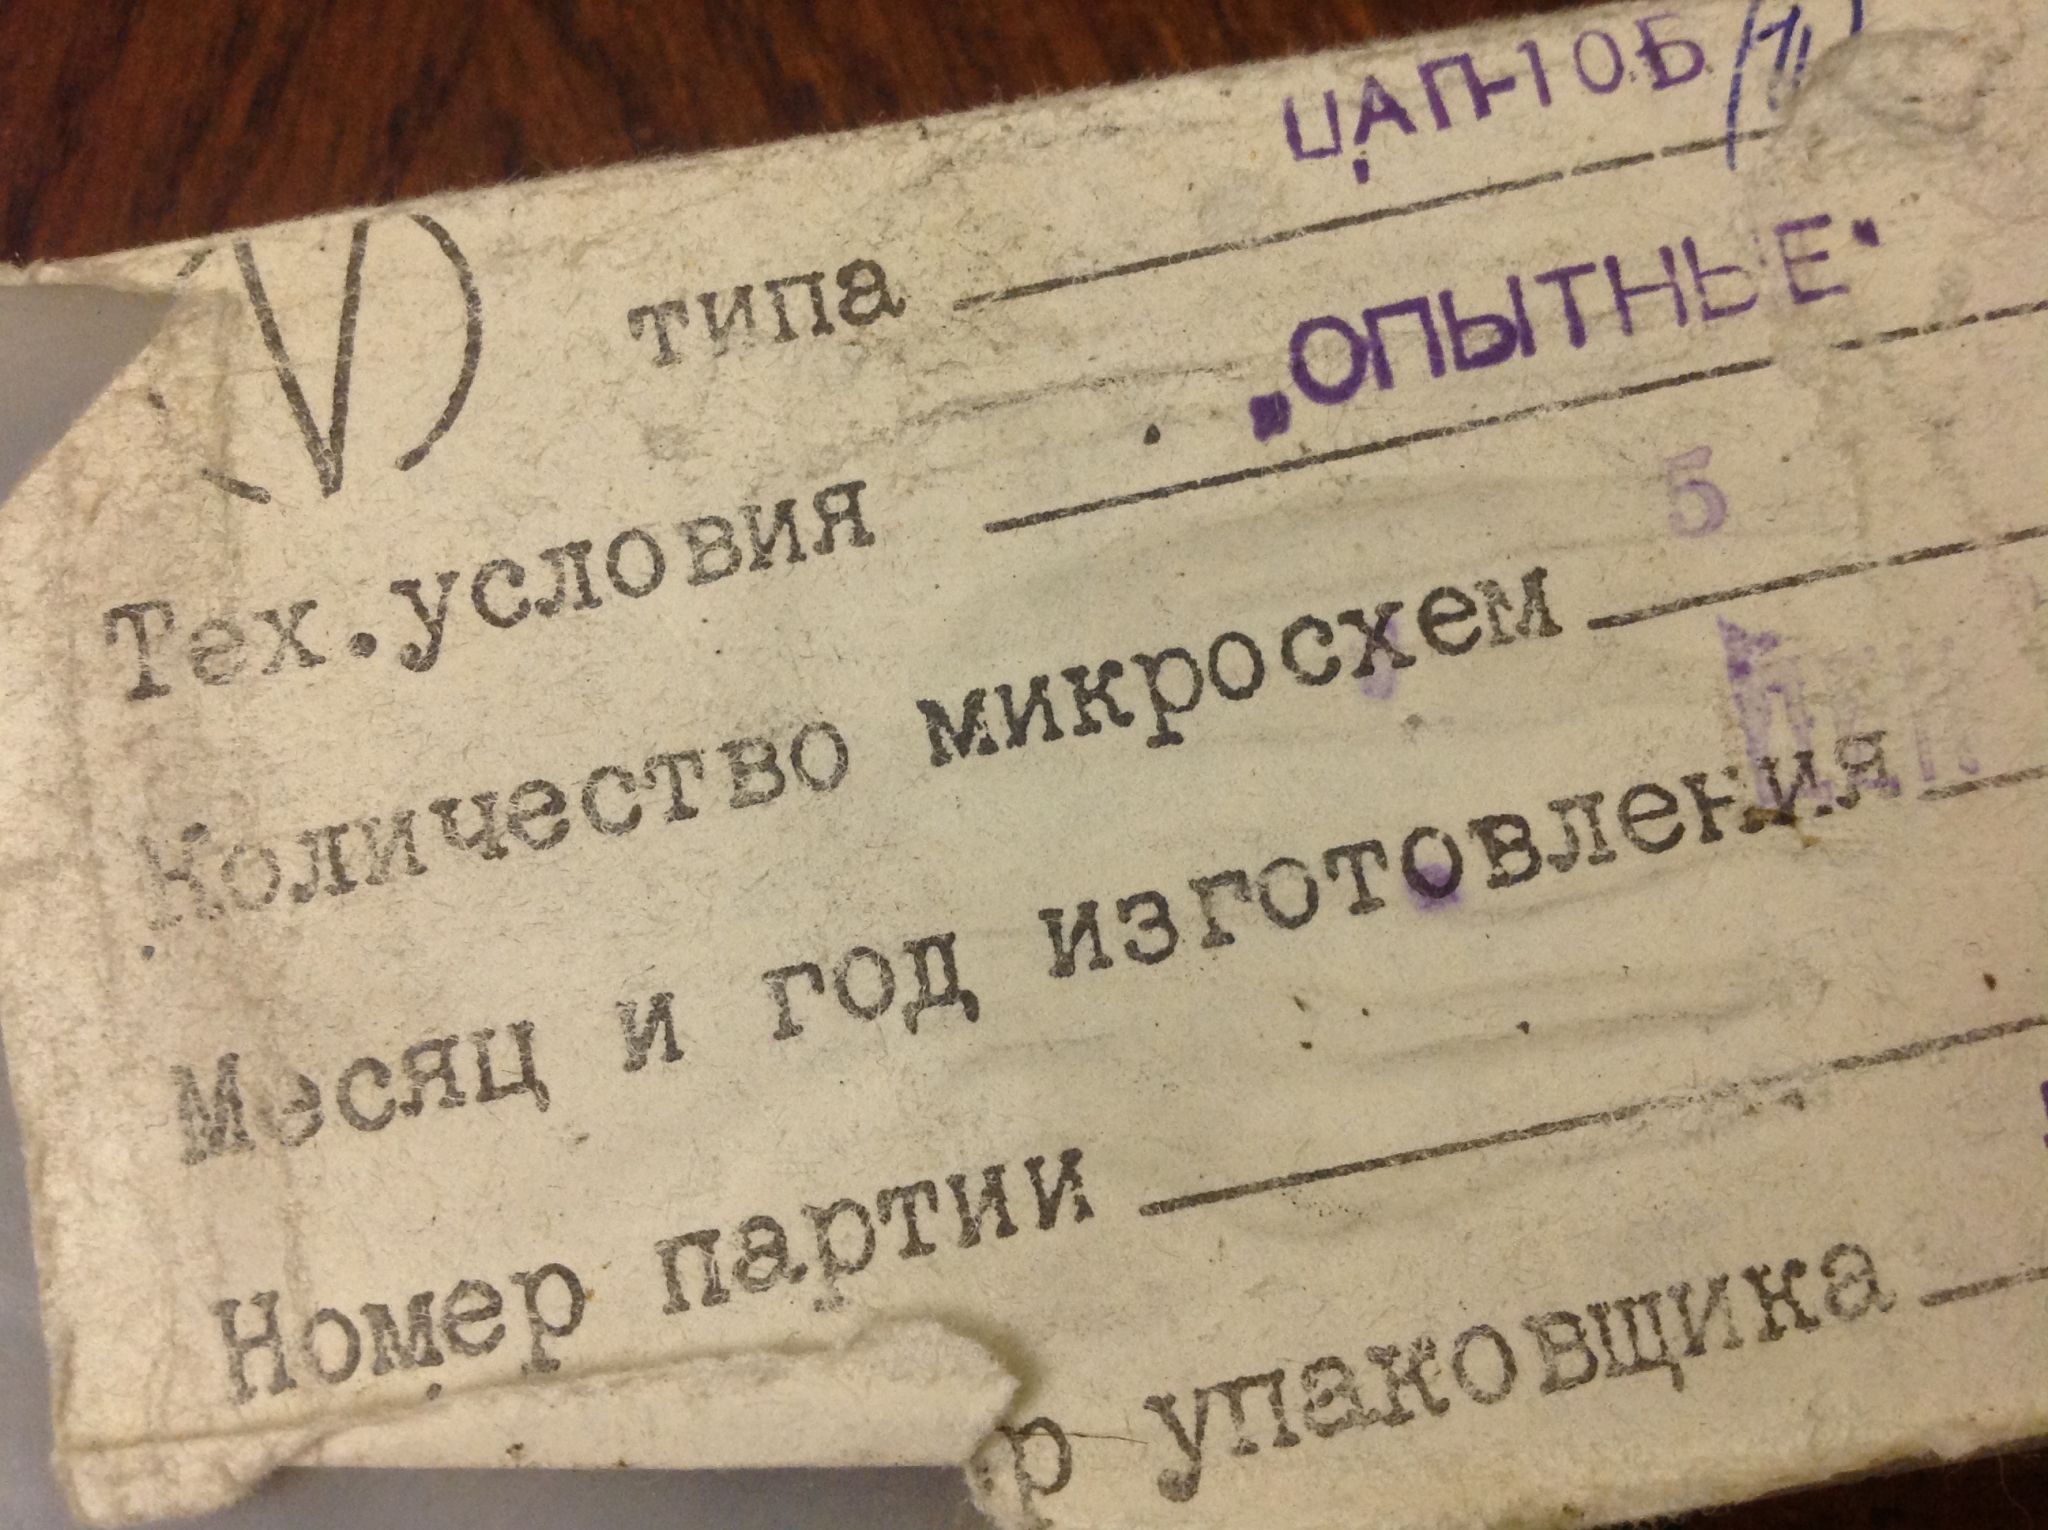 типа ЦАП-10Б
Тех.условия „ОПЫТНЫЕ"
Количество микросхем 5
Месяц и год изготовления
Номер партии
упаковщика